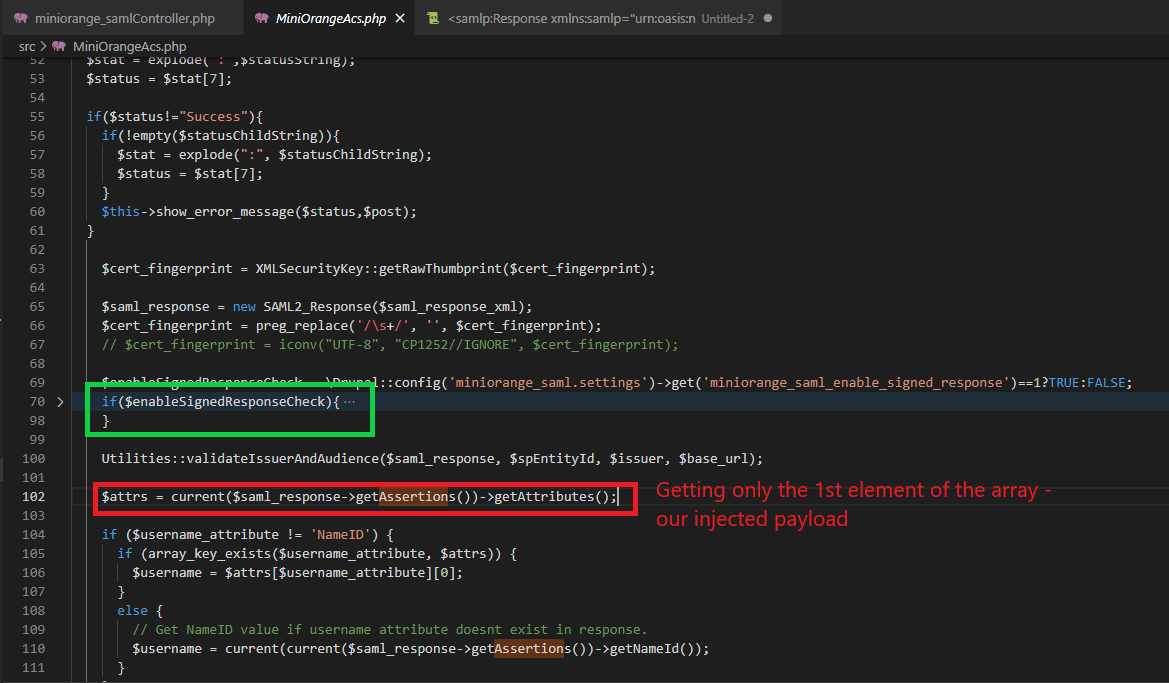 miniorange_samlController.php
MiniOrangeAcs.php
<samlp:Response xmlns:samlp="urn:oasis:n Untitled-2
src > MiniOrangeAcs.php
52 $stat = explode(":",$statusString);
53 $status = $stat[7];
54
55 if($status!="Success"){
56 if(!empty($statusChildString)){
57 $stat = explode(":", $statusChildString);
58 $status = $stat[7];
59 }
60 $this->show_error_message($status,$post);
61 }
62
63 $cert_fingerprint = XMLSecurityKey::getRawThumbprint($cert_fingerprint);
64
65 $saml_response = new SAML2_Response($saml_response_xml);
66 $cert_fingerprint = preg_replace('/\s+/', '', $cert_fingerprint);
67 // $cert_fingerprint = iconv("UTF-8", "CP1252//IGNORE", $cert_fingerprint);
68
69 $enableSignedResponseCheck = \Drupal::config('miniorange_saml.settings')->get('miniorange_saml_enable_signed_response')==1?TRUE:FALSE;
70 if($enableSignedResponseCheck){ ···
98 }
99
100 Utilities::validateIssuerAndAudience($saml_response, $spEntityId, $issuer, $base_url);
101
102 $attrs = current($saml_response->getAssertions())->getAttributes();
Getting only the 1st element of the array -
our injected payload
103
104 if ($username_attribute != 'NameID') {
105 if (array_key_exists($username_attribute, $attrs)) {
106 $username = $attrs[$username_attribute][0];
107 }
108 else {
109 // Get NameID value if username attribute doesnt exist in response.
110 $username = current(current($saml_response->getAssertions())->getNameId());
111 }